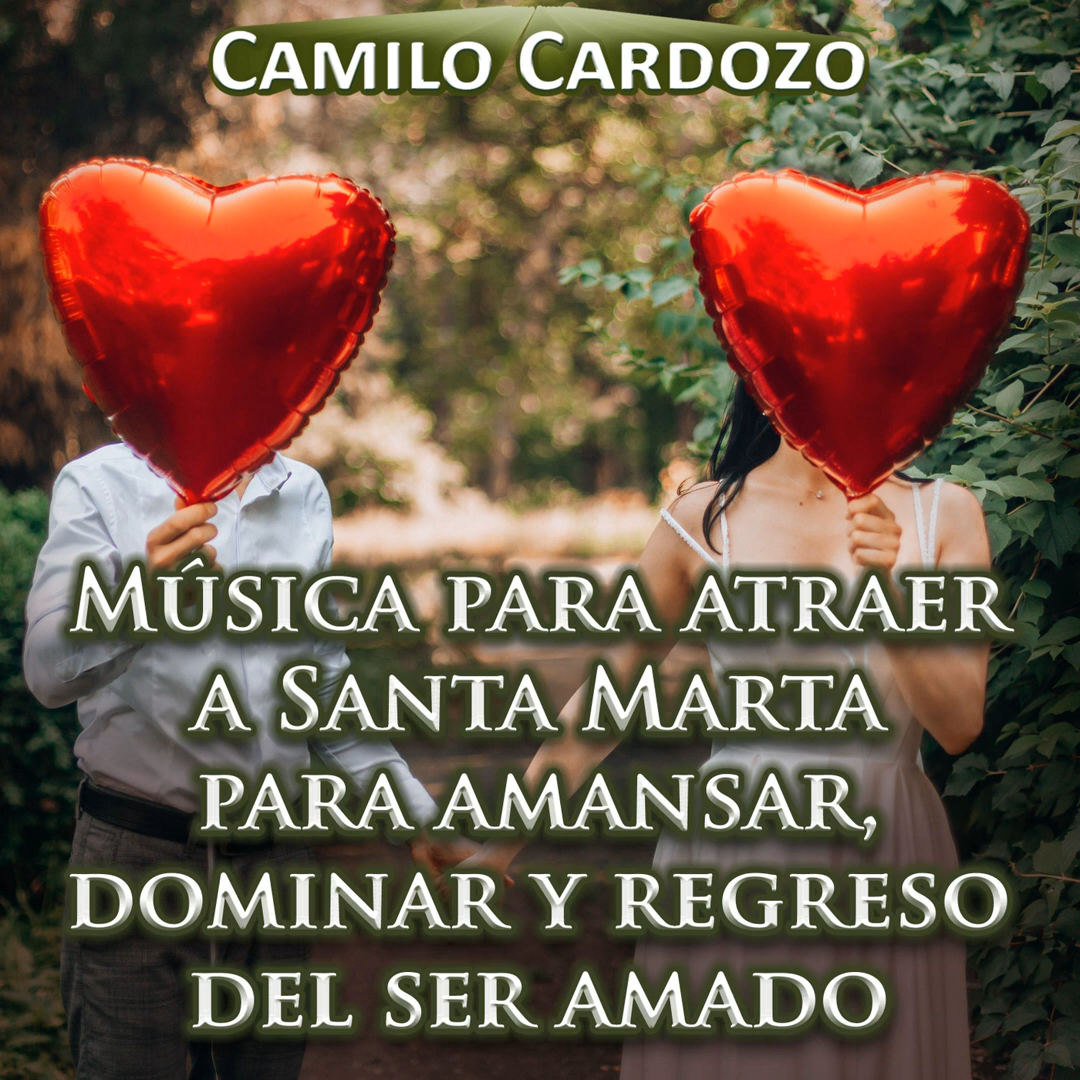 Camilo Cardozo
Música para atraer
a Santa Marta
para amansar,
dominar y regreso
del ser amado